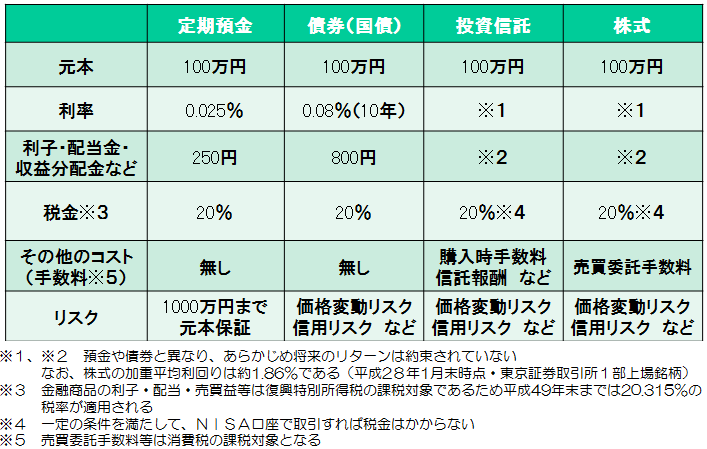 定期預金 債券（国債） 投資信託 株式
元本 100万円 100万円 100万円 100万円
利率 0.025% 0.08%（10年） ※1 ※1
利子・配当金・
収益分配金など 250円 800円 ※2 ※2
税金※3 20% 20% 20%※4 20%※4
その他のコスト
（手数料※5） 無し 無し 購入時手数料
信託報酬 など 売買委託手数料
リスク 1000万円まで
元本保証 価格変動リスク
信用リスク など 価格変動リスク
信用リスク など 価格変動リスク
信用リスク など
※１、※２ 預金や債券と異なり、あらかじめ将来のリターンは約束されていない
なお、株式の加重平均利回りは約1.86％である（平成２８年1月末時点・東京証券取引所１部上場銘柄）
※３ 金融商品の利子・配当・売買益等は復興特別所得税の課税対象であるため平成49年末までは20.315％の
税率が適用される
※４ 一定の条件を満たして、ＮＩＳＡ口座で取引すれば税金はかからない
※５ 売買委託手数料等は消費税の課税対象となる